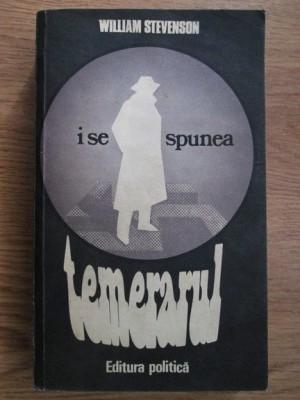 WILLIAM STEVENSON
i se spunea
temerarul
Editura politică